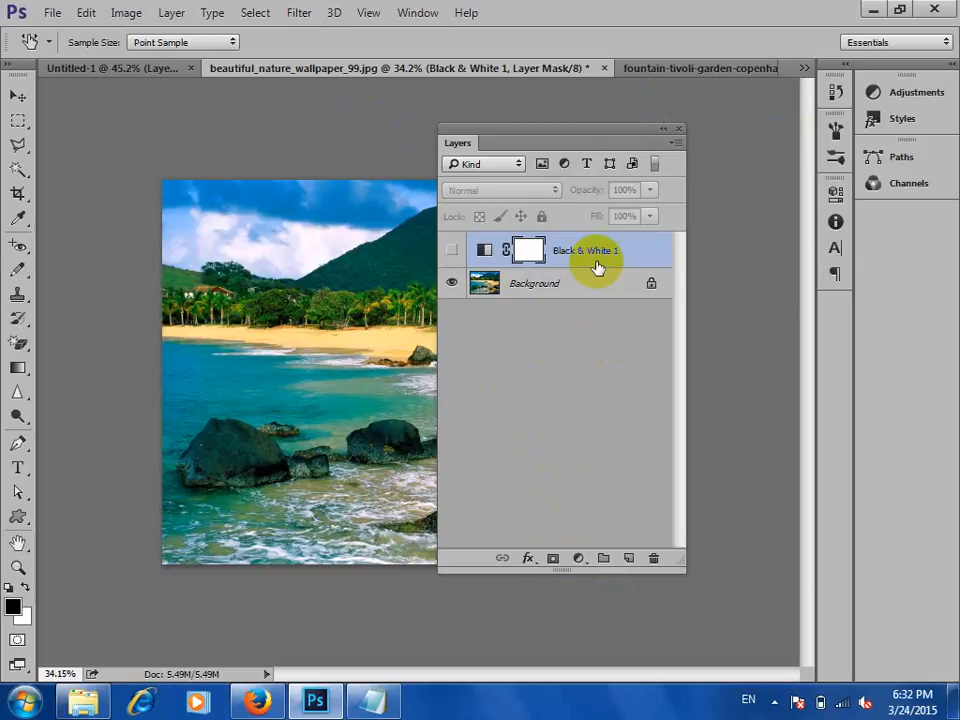 Ps File Edit Image Layer Type Select Filter 3D View Window Help
Sample Size: Point Sample Essentials
Untitled-1 @ 45.2% (Laye... × beautiful_nature_wallpaper_99.jpg @ 34.2% (Black & White 1, Layer Mask/8) * × fountain-tivoli-garden-copenha
Layers
Kind
Normal Opacity: 100%
Lock: Fill: 100%
Black & White 1
Background
fx
Adjustments
Styles
Paths
Channels
34.15% Doc: 5.49M/5.49M
Ps
EN
6:32 PM
3/24/2015